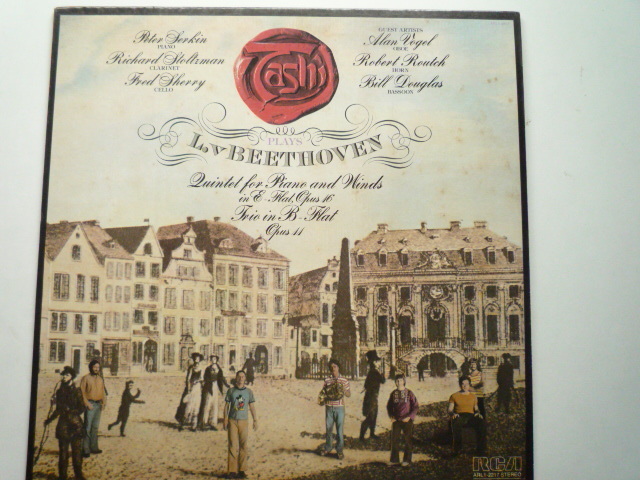 Peter Serkin
PIANO
Richard Stoltzman
CLARINET
Fred Sherry
CELLO
Tashi
GUEST ARTISTS
Alan Vogel
OBOE
Robert Routch
HORN
Bill Douglas
BASSOON
PLAYS
L.v BEETHOVEN
Quintet for Piano and Winds
in E-Flat, Opus 16
Trio in B-Flat
Opus 11
RCA